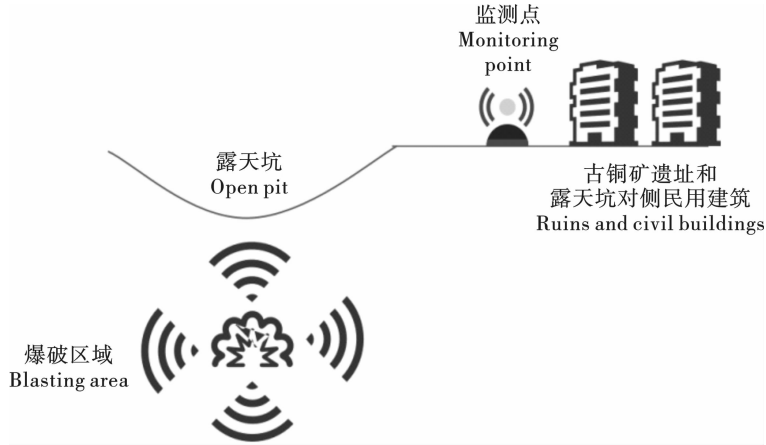 监测点
Monitoring
point
露天坑
Open pit
古铜矿遗址和
露天坑对侧民用建筑
Ruins and civil buildings
爆破区域
Blasting area